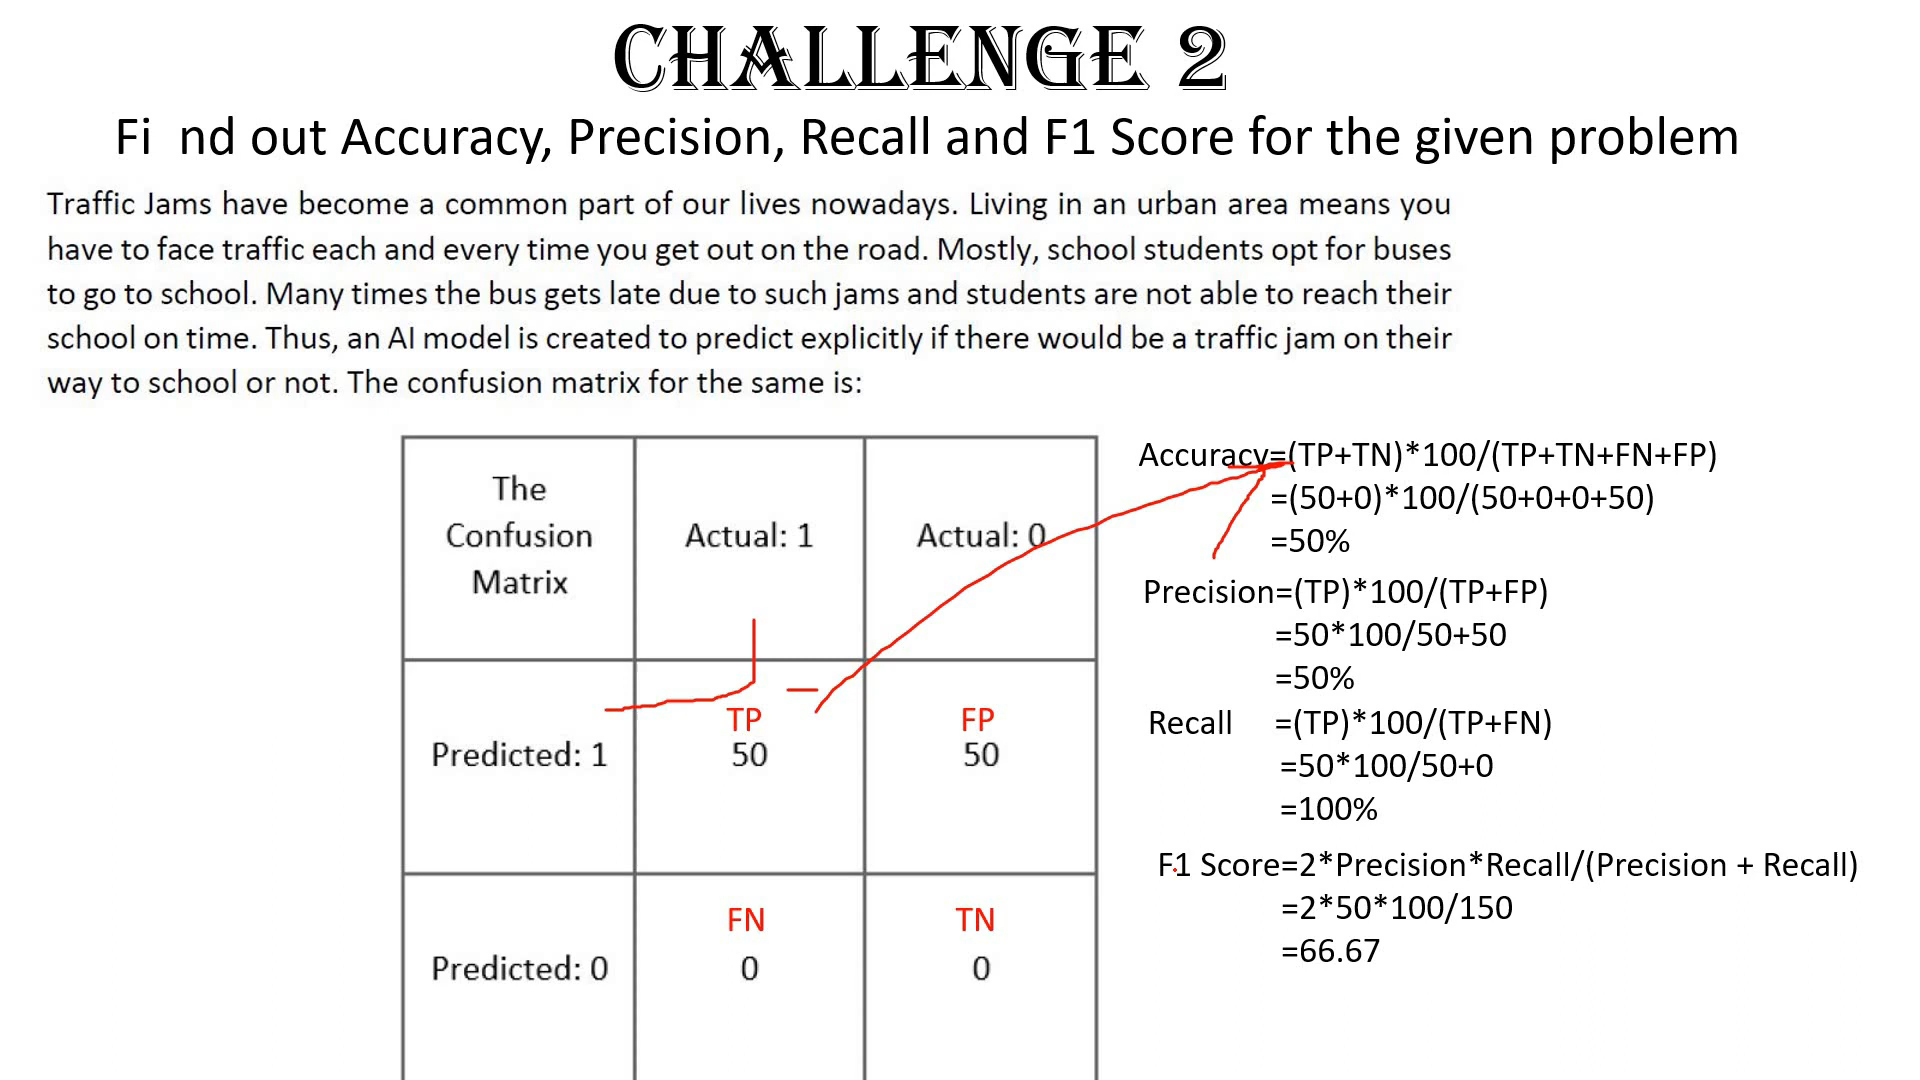 CHALLENGE 2
Fi nd out Accuracy, Precision, Recall and F1 Score for the given problem
Traffic Jams have become a common part of our lives nowadays. Living in an urban area means you
have to face traffic each and every time you get out on the road. Mostly, school students opt for buses
to go to school. Many times the bus gets late due to such jams and students are not able to reach their
school on time. Thus, an AI model is created to predict explicitly if there would be a traffic jam on their
way to school or not. The confusion matrix for the same is:
The
Confusion
Matrix
Actual: 1
Actual: 0
Predicted: 1
TP
50
FP
50
Predicted: 0
FN
0
TN
0
Accuracy=(TP+TN)*100/(TP+TN+FN+FP)
=(50+0)*100/(50+0+0+50)
=50%
Precision=(TP)*100/(TP+FP)
=50*100/50+50
=50%
Recall =(TP)*100/(TP+FN)
=50*100/50+0
=100%
F1 Score=2*Precision*Recall/(Precision + Recall)
=2*50*100/150
=66.67